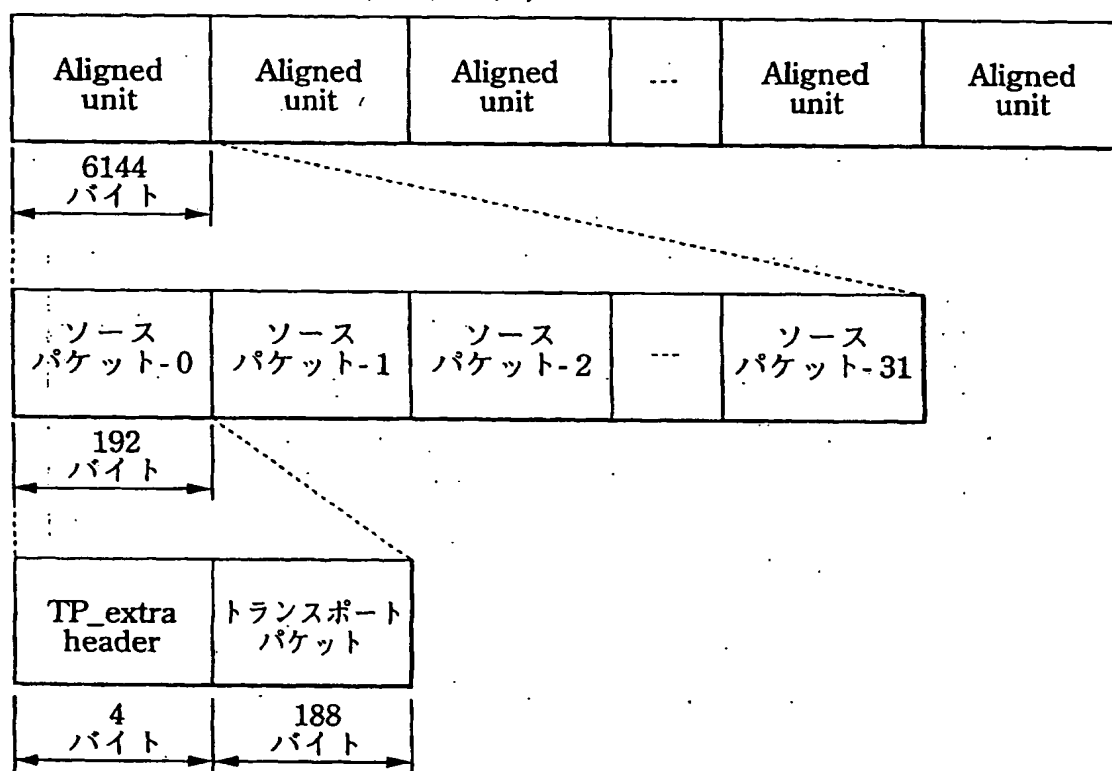 Aligned unit
Aligned unit
Aligned unit
---
Aligned unit
Aligned unit
6144
バイト
ソース
パケット-0
ソース
パケット-1
ソース
パケット-2
---
ソース
パケット-31
192
バイト
TP_extra
header
トランスポート
パケット
4
バイト
188
バイト